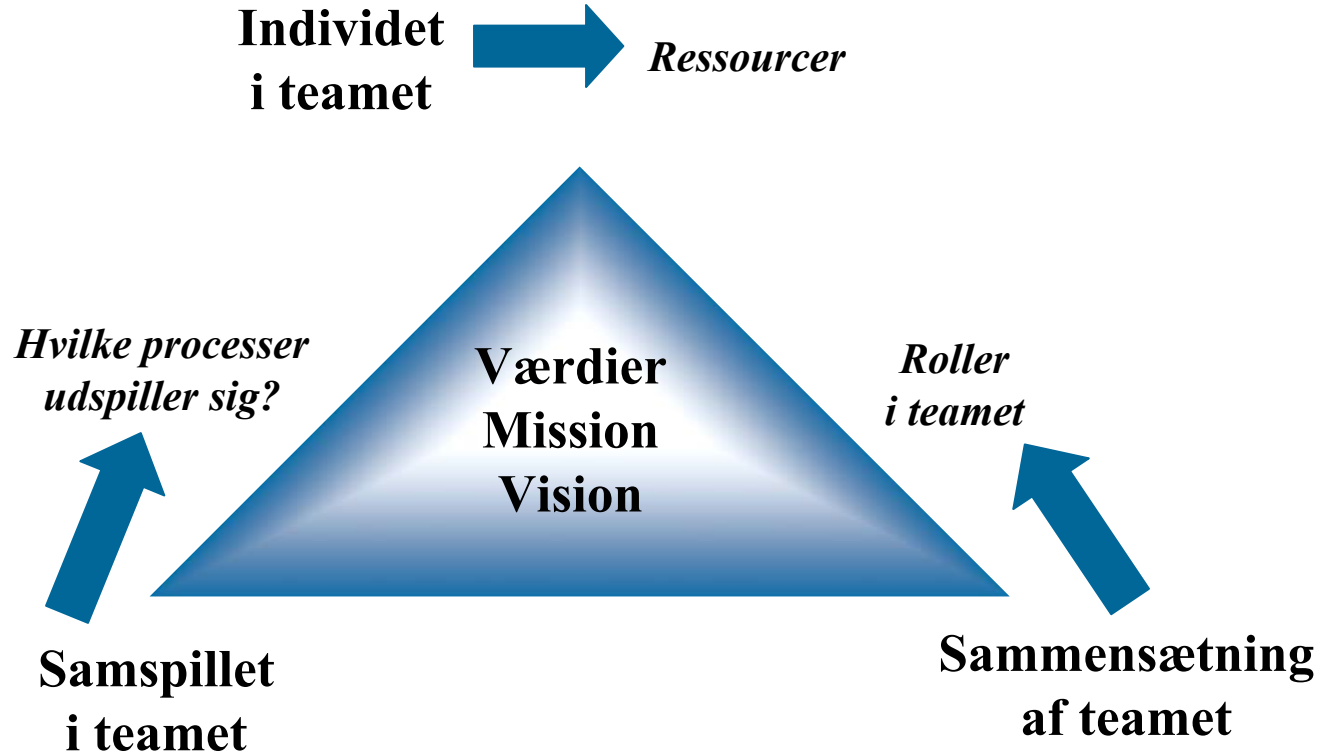 Individet
i teamet
Ressourcer
Hvilke processer
udspiller sig?
Værdier
Mission
Vision
Roller
i teamet
Samspillet
i teamet
Sammensætning
af teamet